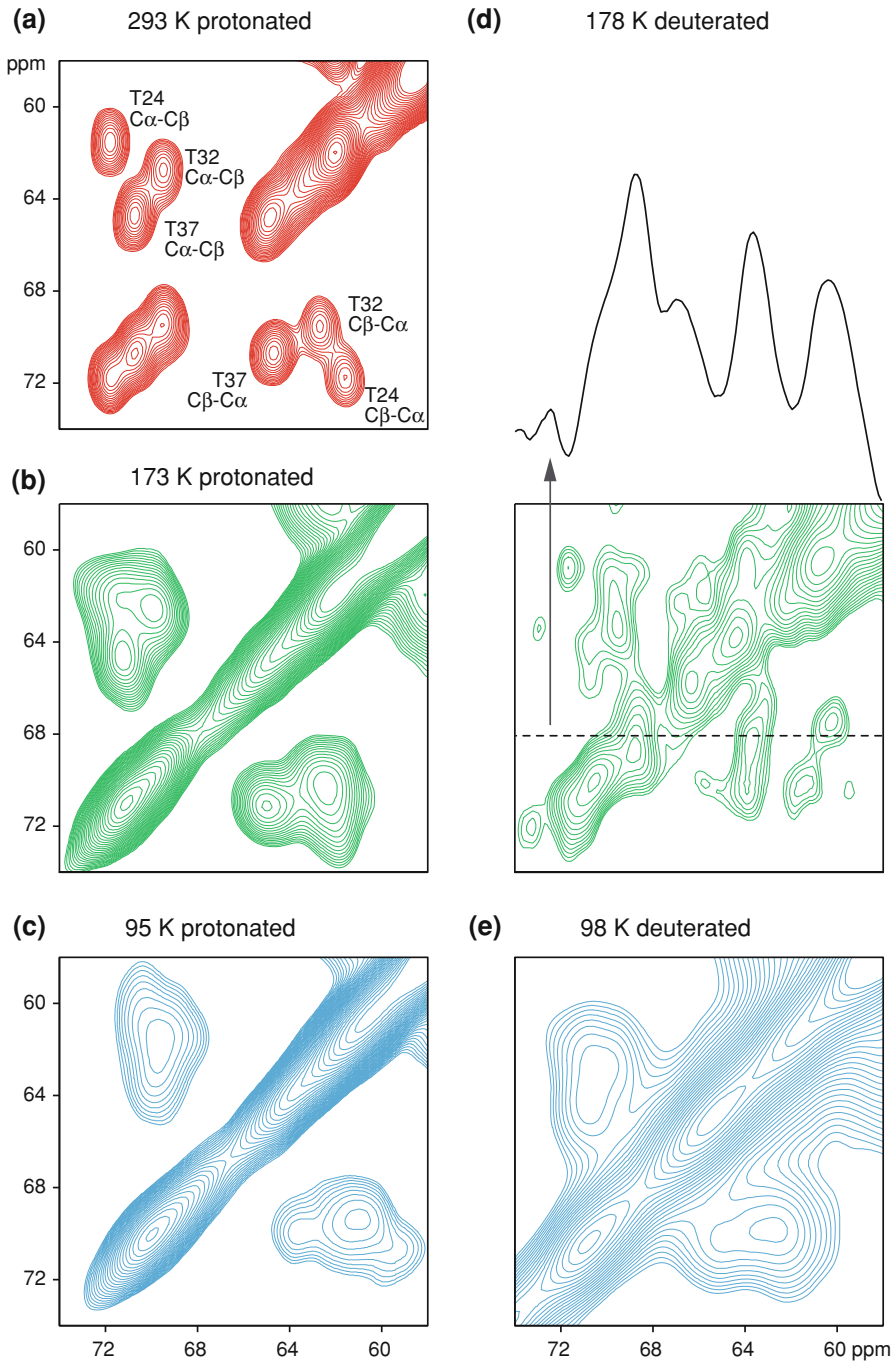 (a)
293 K protonated
ppm
60
64
68
72
T24
Cα-Cβ
T32
Cα-Cβ
T37
Cα-Cβ
T32
Cβ-Cα
T37
Cβ-Cα
T24
Cβ-Cα
(b)
173 K protonated
60
64
68
72
(c)
95 K protonated
60
64
68
72
72
68
64
60
(d)
178 K deuterated
(e)
98 K deuterated
72
68
64
60 ppm